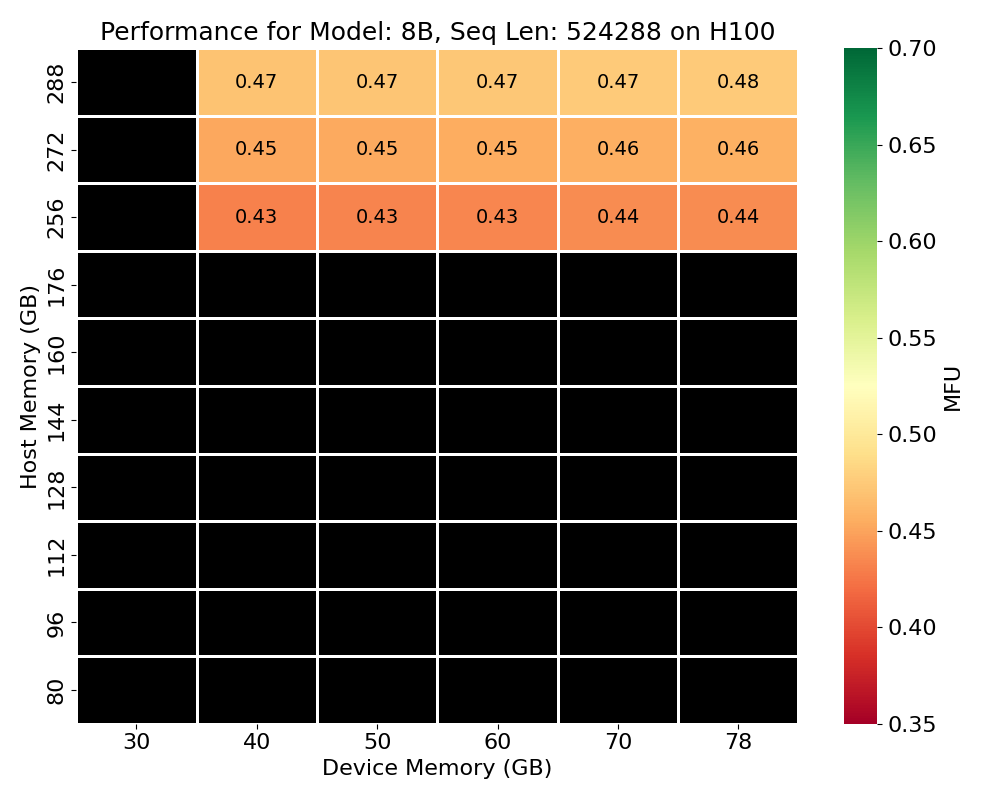 Performance for Model: 8B, Seq Len: 524288 on H100
Host Memory (GB)
288
0.47 0.47 0.47 0.47 0.48
272
0.45 0.45 0.45 0.46 0.46
256
0.43 0.43 0.43 0.44 0.44
176
160
144
128
112
96
80
30 40 50 60 70 78
Device Memory (GB)
0.70
0.65
0.60
0.55
0.50
0.45
0.40
0.35
MFU